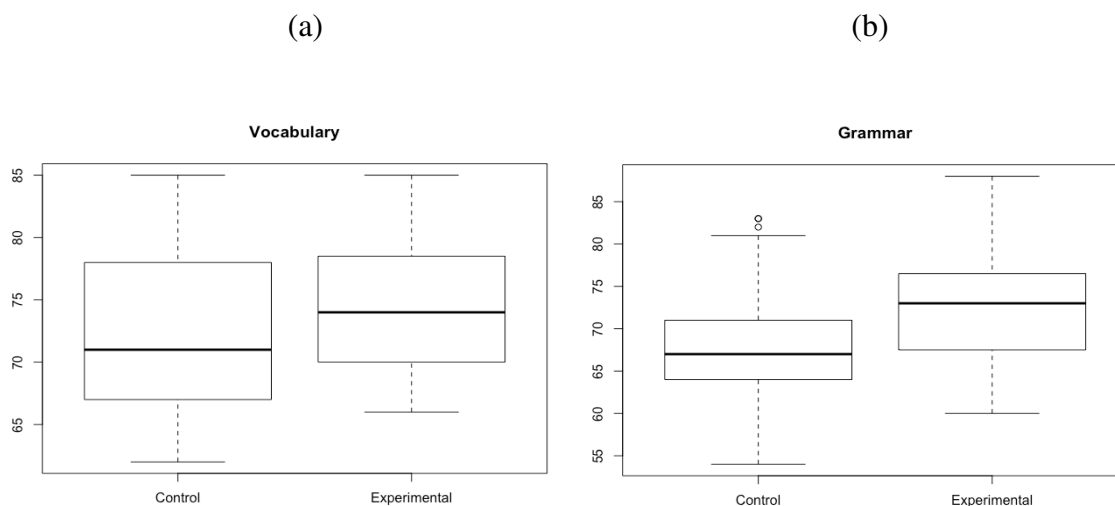 (a)
(b)
Vocabulary
85
80
75
70
65
Control
Experimental
Grammar
85
80
75
70
65
60
55
Control
Experimental